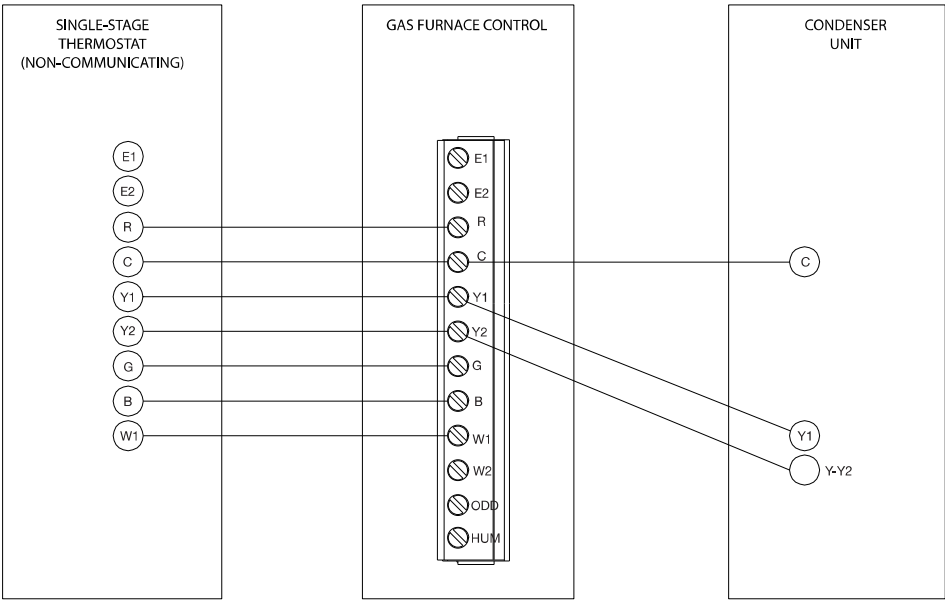 SINGLE-STAGE
THERMOSTAT
(NON-COMMUNICATING)
E1
E2
R
C
Y1
Y2
G
B
W1
GAS FURNACE CONTROL
E1
E2
R
C
Y1
Y2
G
B
W1
W2
ODD
HUM
CONDENSER
UNIT
C
Y1
Y-Y2